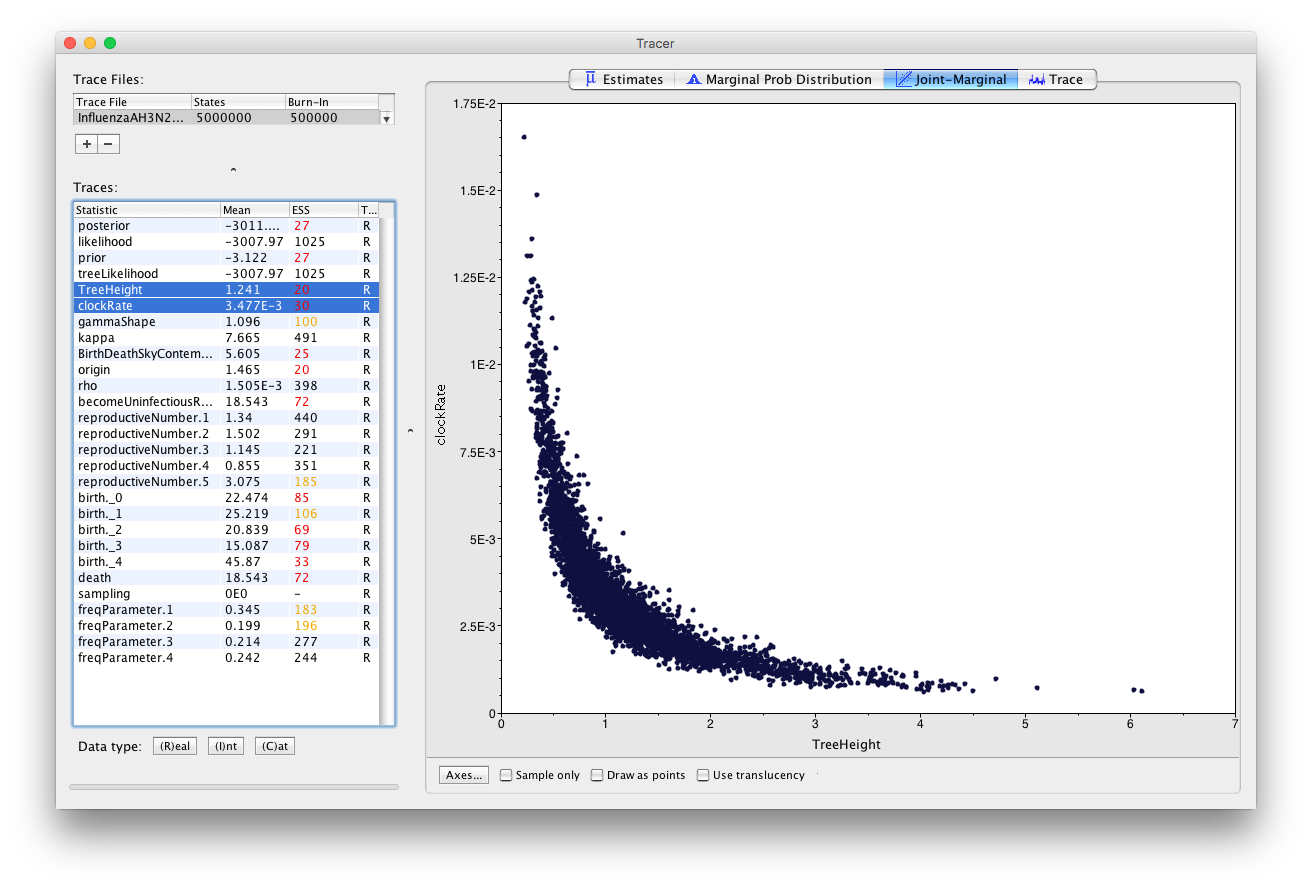 Tracer
Trace Files:
Trace File States Burn-In
InfluenzaAH3N2... 5000000 500000
+ −
Traces:
Statistic Mean ESS T...
posterior −3011.... 27 R
likelihood −3007.97 1025 R
prior −3.122 27 R
treeLikelihood −3007.97 1025 R
TreeHeight 1.241 20 R
clockRate 3.477E−3 30 R
gammaShape 1.096 100 R
kappa 7.665 491 R
BirthDeathSkyContem... 5.605 25 R
origin 1.465 20 R
rho 1.505E−3 398 R
becomeUninfectiousR... 18.543 72 R
reproductiveNumber.1 1.34 440 R
reproductiveNumber.2 1.502 291 R
reproductiveNumber.3 1.145 221 R
reproductiveNumber.4 0.855 351 R
reproductiveNumber.5 3.075 185 R
birth._0 22.474 85 R
birth._1 25.219 106 R
birth._2 20.839 69 R
birth._3 15.087 79 R
birth._4 45.87 33 R
death 18.543 72 R
sampling 0E0 – R
freqParameter.1 0.345 183 R
freqParameter.2 0.199 196 R
freqParameter.3 0.214 277 R
freqParameter.4 0.242 244 R
Data type: (R)eal (I)nt (C)at
Estimates Marginal Prob Distribution Joint-Marginal Trace
1.75E-2
1.5E-2
1.25E-2
1E-2
7.5E-3
5E-3
2.5E-3
0
clockRate
0 1 2 3 4 5 6 7
TreeHeight
Axes... Sample only Draw as points Use translucency